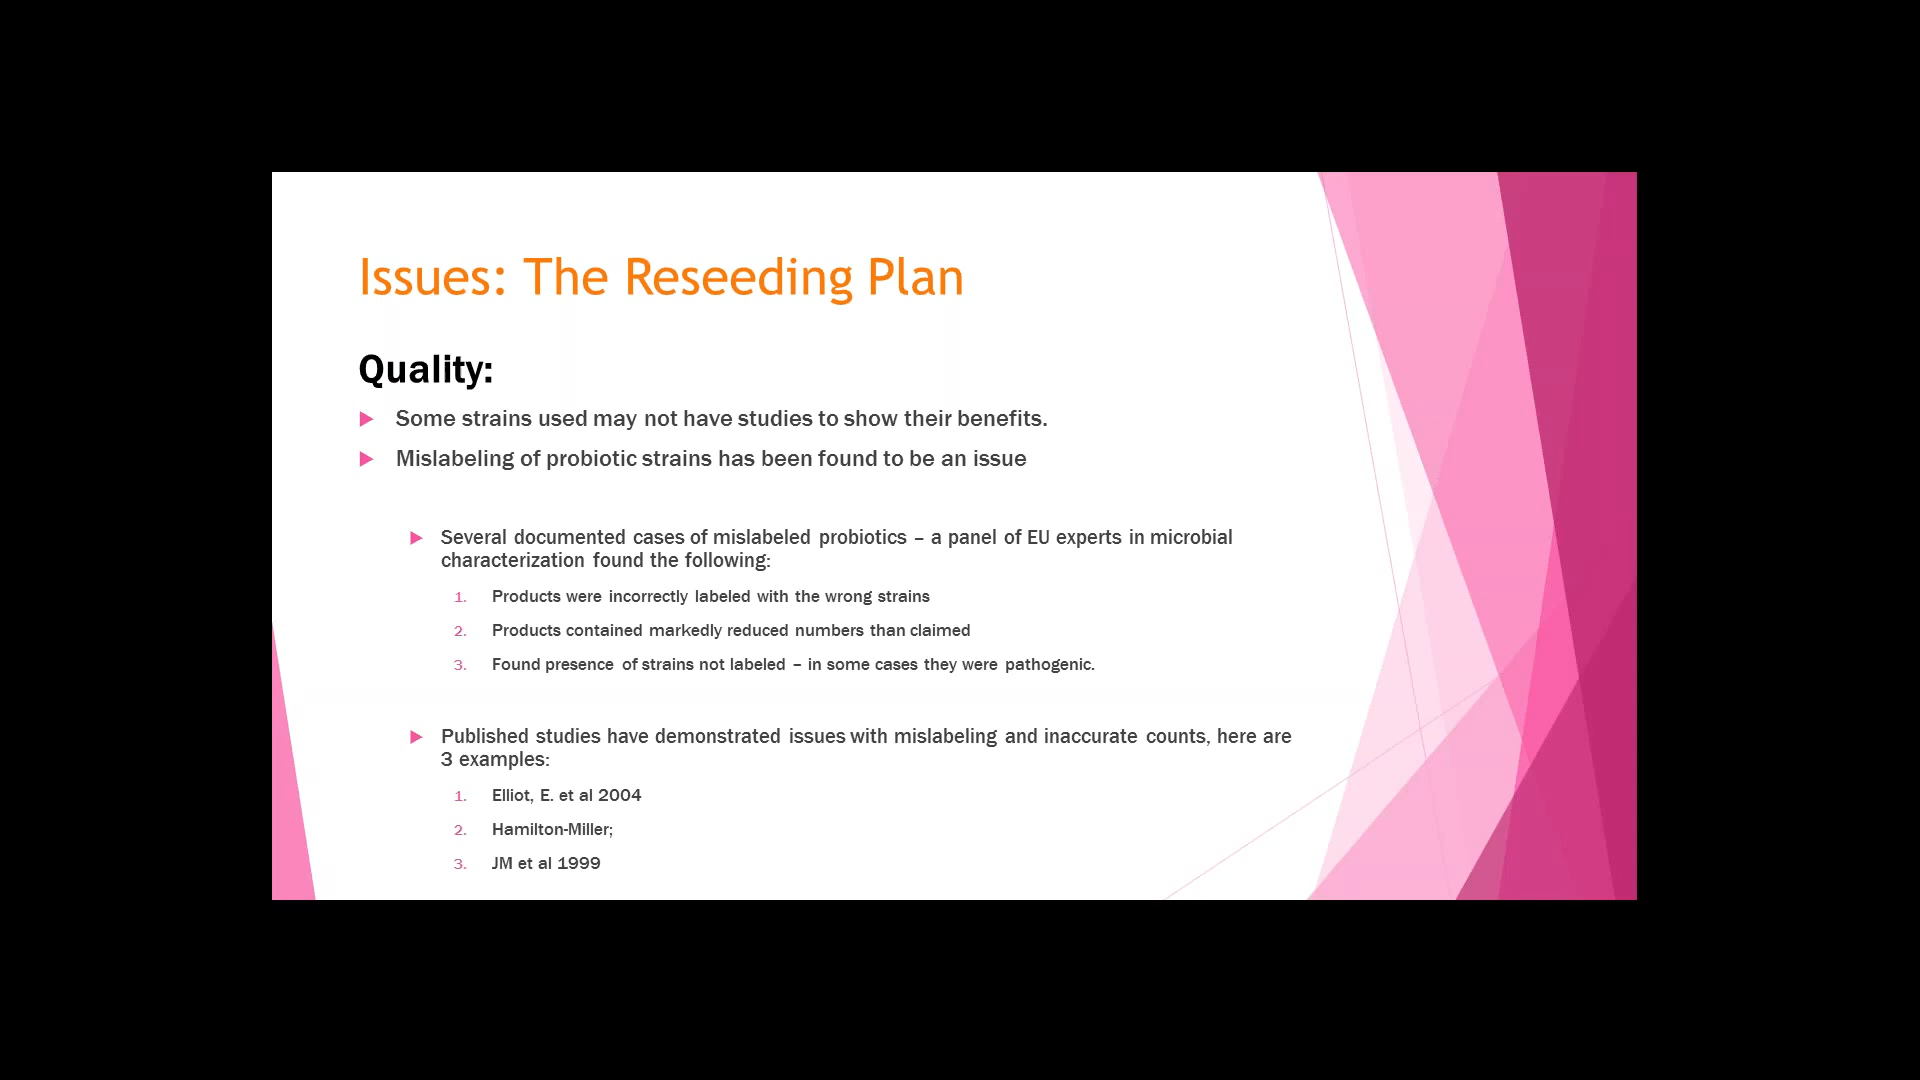 Issues: The Reseeding Plan
Quality:
Some strains used may not have studies to show their benefits.
Mislabeling of probiotic strains has been found to be an issue
Several documented cases of mislabeled probiotics – a panel of EU experts in microbial
characterization found the following:
1. Products were incorrectly labeled with the wrong strains
2. Products contained markedly reduced numbers than claimed
3. Found presence of strains not labeled – in some cases they were pathogenic.
Published studies have demonstrated issues with mislabeling and inaccurate counts, here are
3 examples:
1. Elliot, E. et al 2004
2. Hamilton-Miller;
3. JM et al 1999